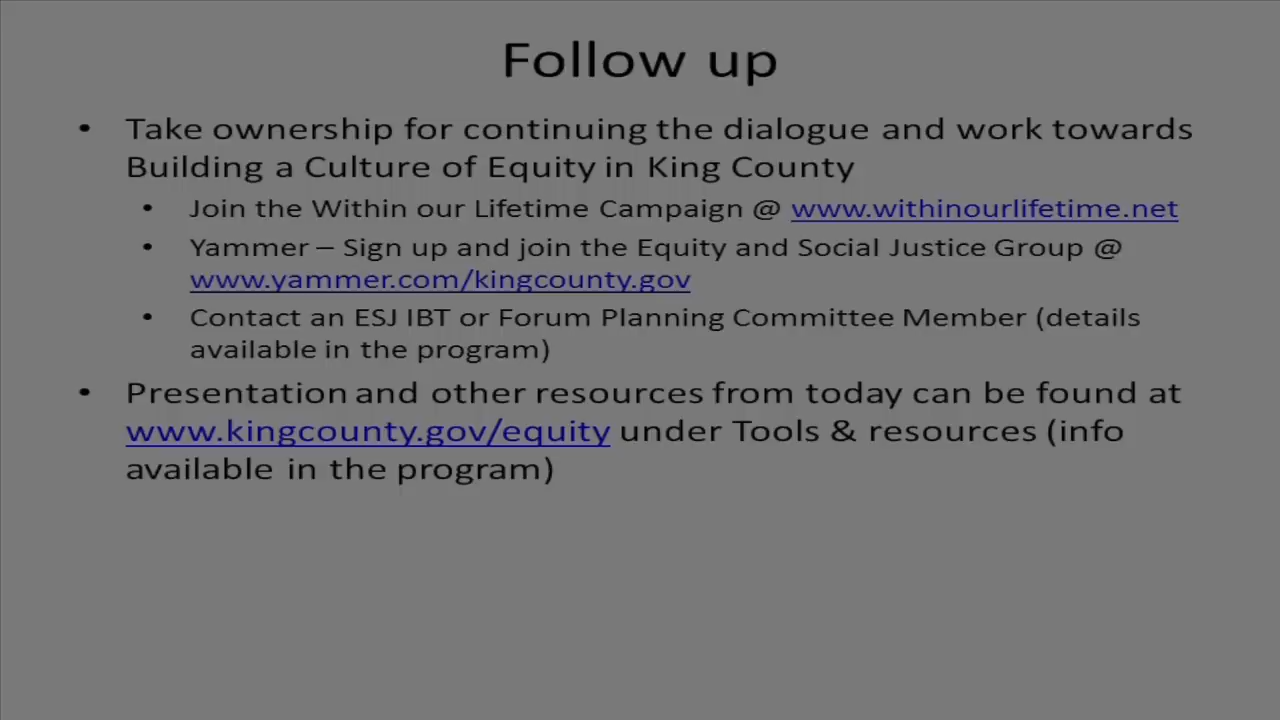 Follow up
• Take ownership for continuing the dialogue and work towards
Building a Culture of Equity in King County
• Join the Within our Lifetime Campaign @ www.withinourlifetime.net
• Yammer – Sign up and join the Equity and Social Justice Group @
www.yammer.com/kingcounty.gov
• Contact an ESJ IBT or Forum Planning Committee Member (details
available in the program)
• Presentation and other resources from today can be found at
www.kingcounty.gov/equity under Tools & resources (info
available in the program)